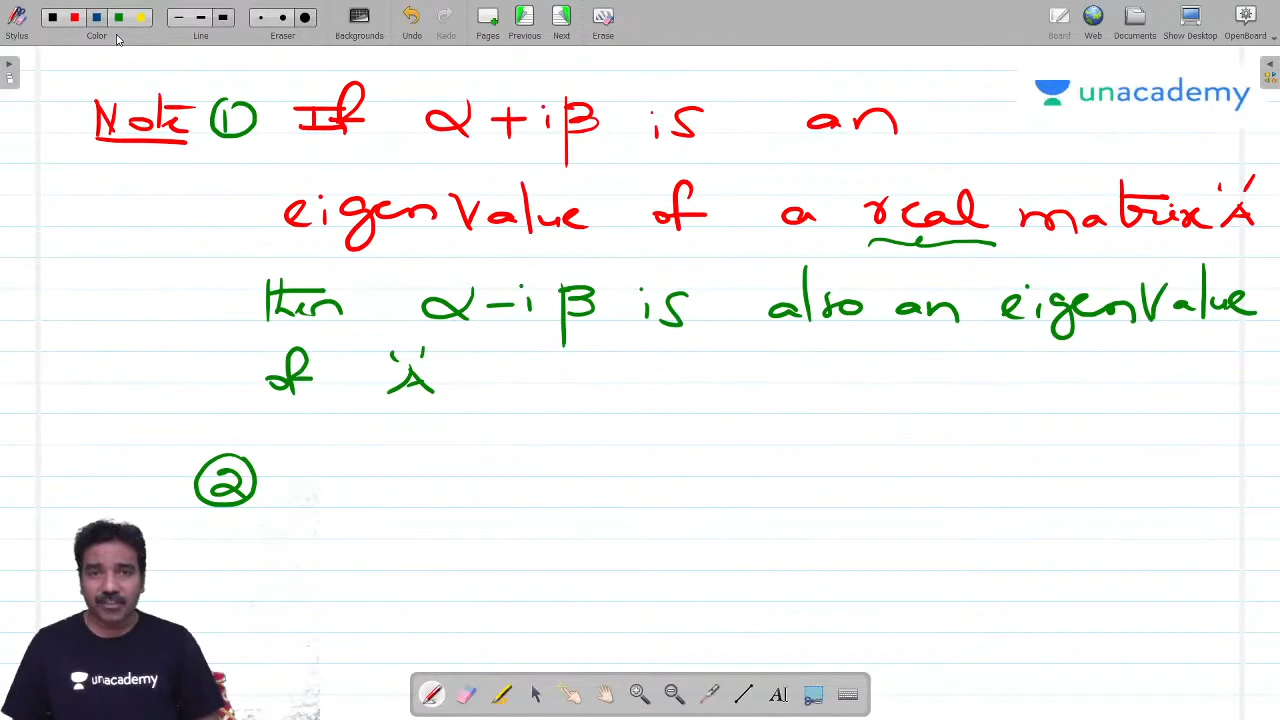 Stylus Color Line Eraser Backgrounds Undo Redo Pages Previous Next Erase Board Web Documents Show Desktop OpenBoard
unacademy
Note ① If α+iβ is an
eigenvalue of a real matrix 'A'
then α-iβ is also an eigenvalue
of 'A'
②
unacademy